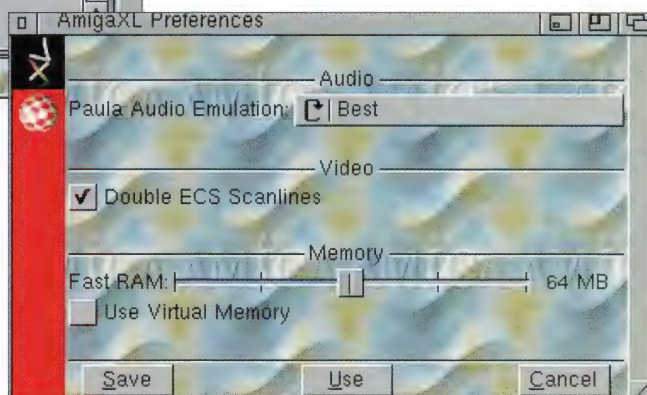 AmigaXL Preferences
Audio
Paula Audio Emulation: Best
Video
Double ECS Scanlines
Memory
Fast RAM: 64 MB
Use Virtual Memory
Save Use Cancel